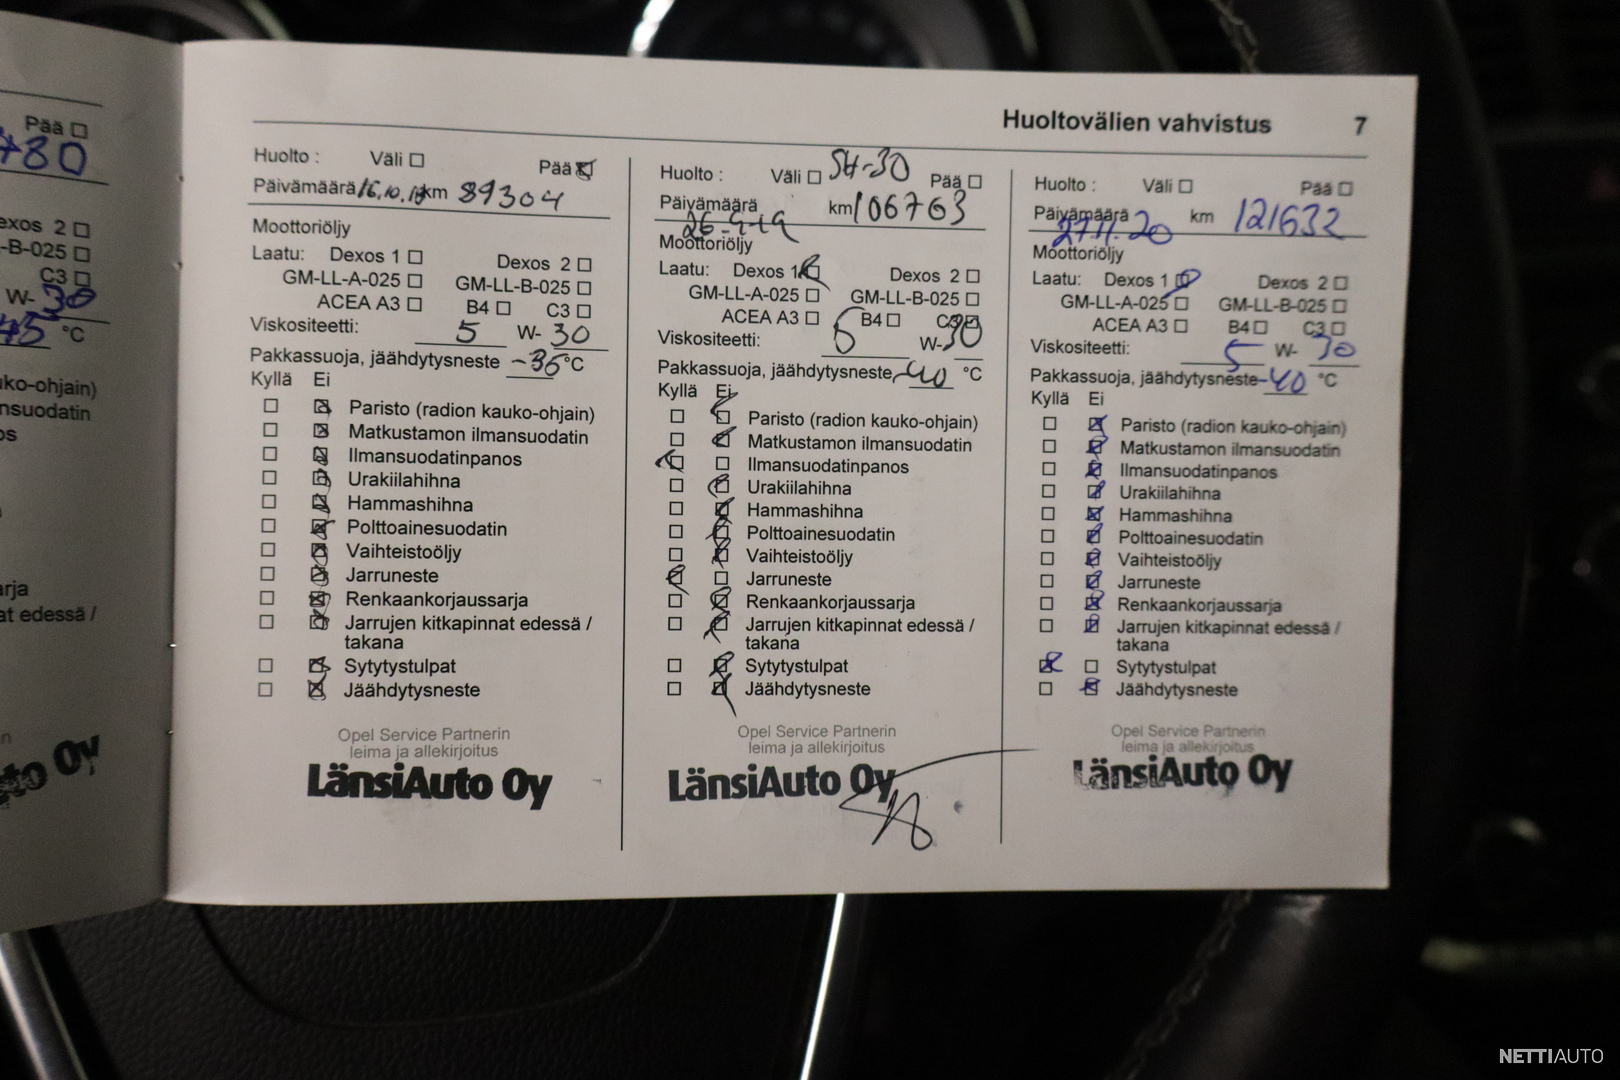 Pää
780
exos 2
-B-025
C3
W- 30
45 °C
uko-ohjain)
nsuodatin
os
arja
at edessä /
n
to Oy
Huoltovälien vahvistus 7
Huolto : Väli Pää
Päivämäärä 16.10. km 89304
Moottoriöljy
Laatu: Dexos 1 Dexos 2
GM-LL-A-025 GM-LL-B-025
ACEA A3 B4 C3
Viskositeetti: 5 W- 30
Pakkassuoja, jäähdytysneste -35 °C
Kyllä Ei
Paristo (radion kauko-ohjain)
Matkustamon ilmansuodatin
Ilmansuodatinpanos
Urakiilahihna
Hammashihna
Polttoainesuodatin
Vaihteistoöljy
Jarruneste
Renkaankorjaussarja
Jarrujen kitkapinnat edessä /
takana
Sytytystulpat
Jäähdytysneste
Opel Service Partnerin
leima ja allekirjoitus
LänsiAuto Oy
Huolto : Väli SH-30 Pää
Päivämäärä km 106763
26-9-19
Moottoriöljy
Laatu: Dexos 1 Dexos 2
GM-LL-A-025 GM-LL-B-025
ACEA A3 B4 C3
Viskositeetti: 5 W- 30
Pakkassuoja, jäähdytysneste -40 °C
Kyllä Ei
Paristo (radion kauko-ohjain)
Matkustamon ilmansuodatin
Ilmansuodatinpanos
Urakiilahihna
Hammashihna
Polttoainesuodatin
Vaihteistoöljy
Jarruneste
Renkaankorjaussarja
Jarrujen kitkapinnat edessä /
takana
Sytytystulpat
Jäähdytysneste
Opel Service Partnerin
leima ja allekirjoitus
LänsiAuto Oy
Huolto : Väli Pää
Päivämäärä km 121632
27.11.20
Moottoriöljy
Laatu: Dexos 1 Dexos 2
GM-LL-A-025 GM-LL-B-025
ACEA A3 B4 C3
Viskositeetti: 5 W- 30
Pakkassuoja, jäähdytysneste -40 °C
Kyllä Ei
Paristo (radion kauko-ohjain)
Matkustamon ilmansuodatin
Ilmansuodatinpanos
Urakiilahihna
Hammashihna
Polttoainesuodatin
Vaihteistoöljy
Jarruneste
Renkaankorjaussarja
Jarrujen kitkapinnat edessä /
takana
Sytytystulpat
Jäähdytysneste
Opel Service Partnerin
leima ja allekirjoitus
LänsiAuto Oy
NETTIAUTO